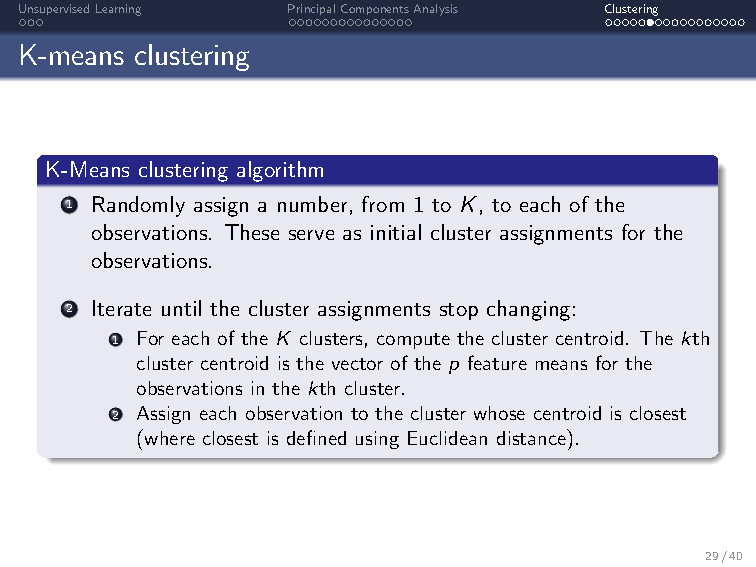 Unsupervised Learning Principal Components Analysis Clustering
K-means clustering
K-Means clustering algorithm
1 Randomly assign a number, from 1 to K, to each of the
observations. These serve as initial cluster assignments for the
observations.
2 Iterate until the cluster assignments stop changing:
1 For each of the K clusters, compute the cluster centroid. The kth
cluster centroid is the vector of the p feature means for the
observations in the kth cluster.
2 Assign each observation to the cluster whose centroid is closest
(where closest is defined using Euclidean distance).
29 / 40